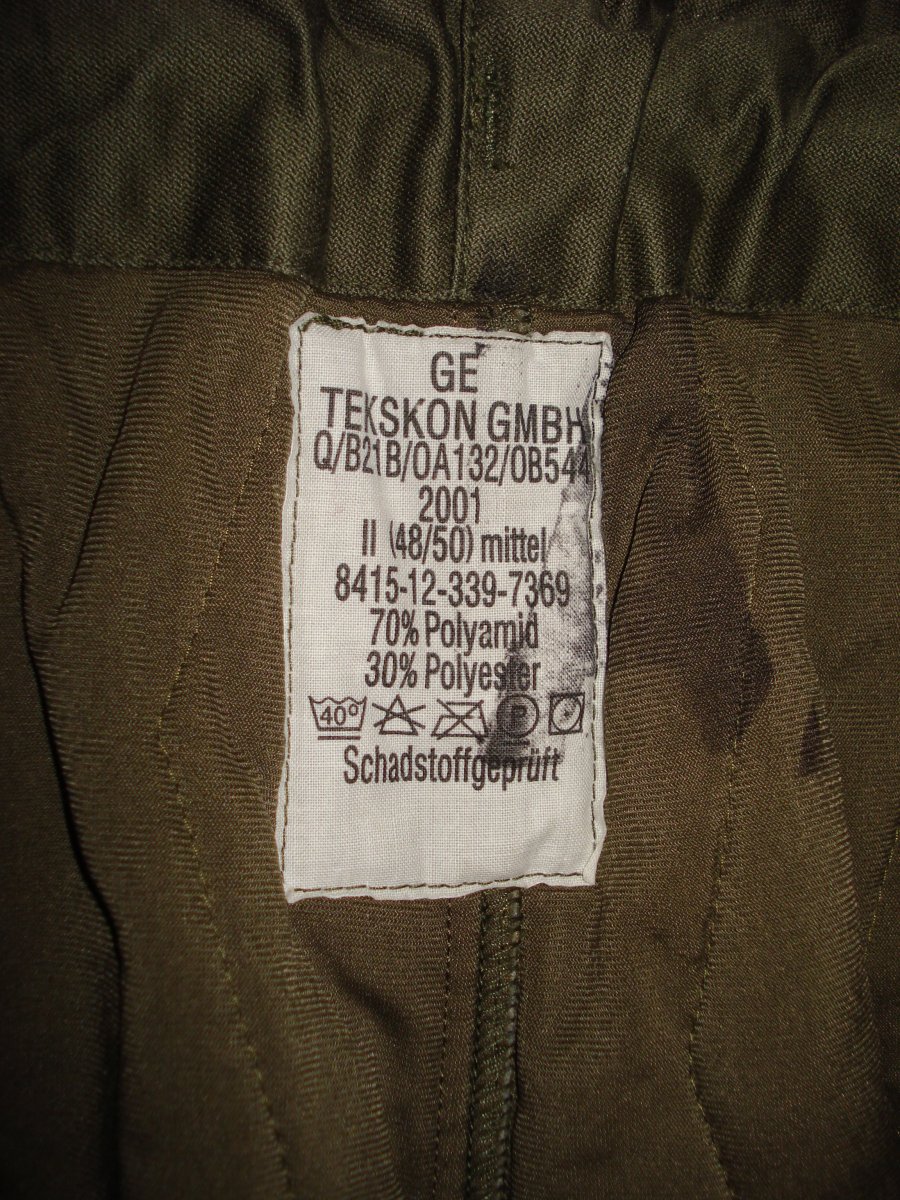 GE
TEKSKON GMBH
Q/B21B/OA132/OB544
2001
II (48/50) mittel
8415-12-339-7369
70% Polyamid
30% Polyester
40° P
Schadstoffgeprüft